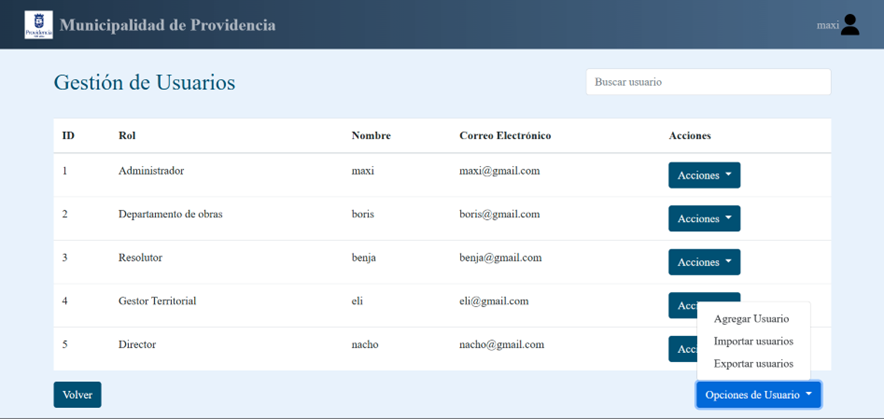 Providencia
Municipalidad de Providencia
maxi
Gestión de Usuarios
Buscar usuario
ID Rol Nombre Correo Electrónico Acciones
1 Administrador maxi maxi@gmail.com Acciones
2 Departamento de obras boris boris@gmail.com Acciones
3 Resolutor benja benja@gmail.com Acciones
4 Gestor Territorial eli eli@gmail.com Acc
5 Director nacho nacho@gmail.com Acc
Agregar Usuario
Importar usuarios
Exportar usuarios
Volver Opciones de Usuario